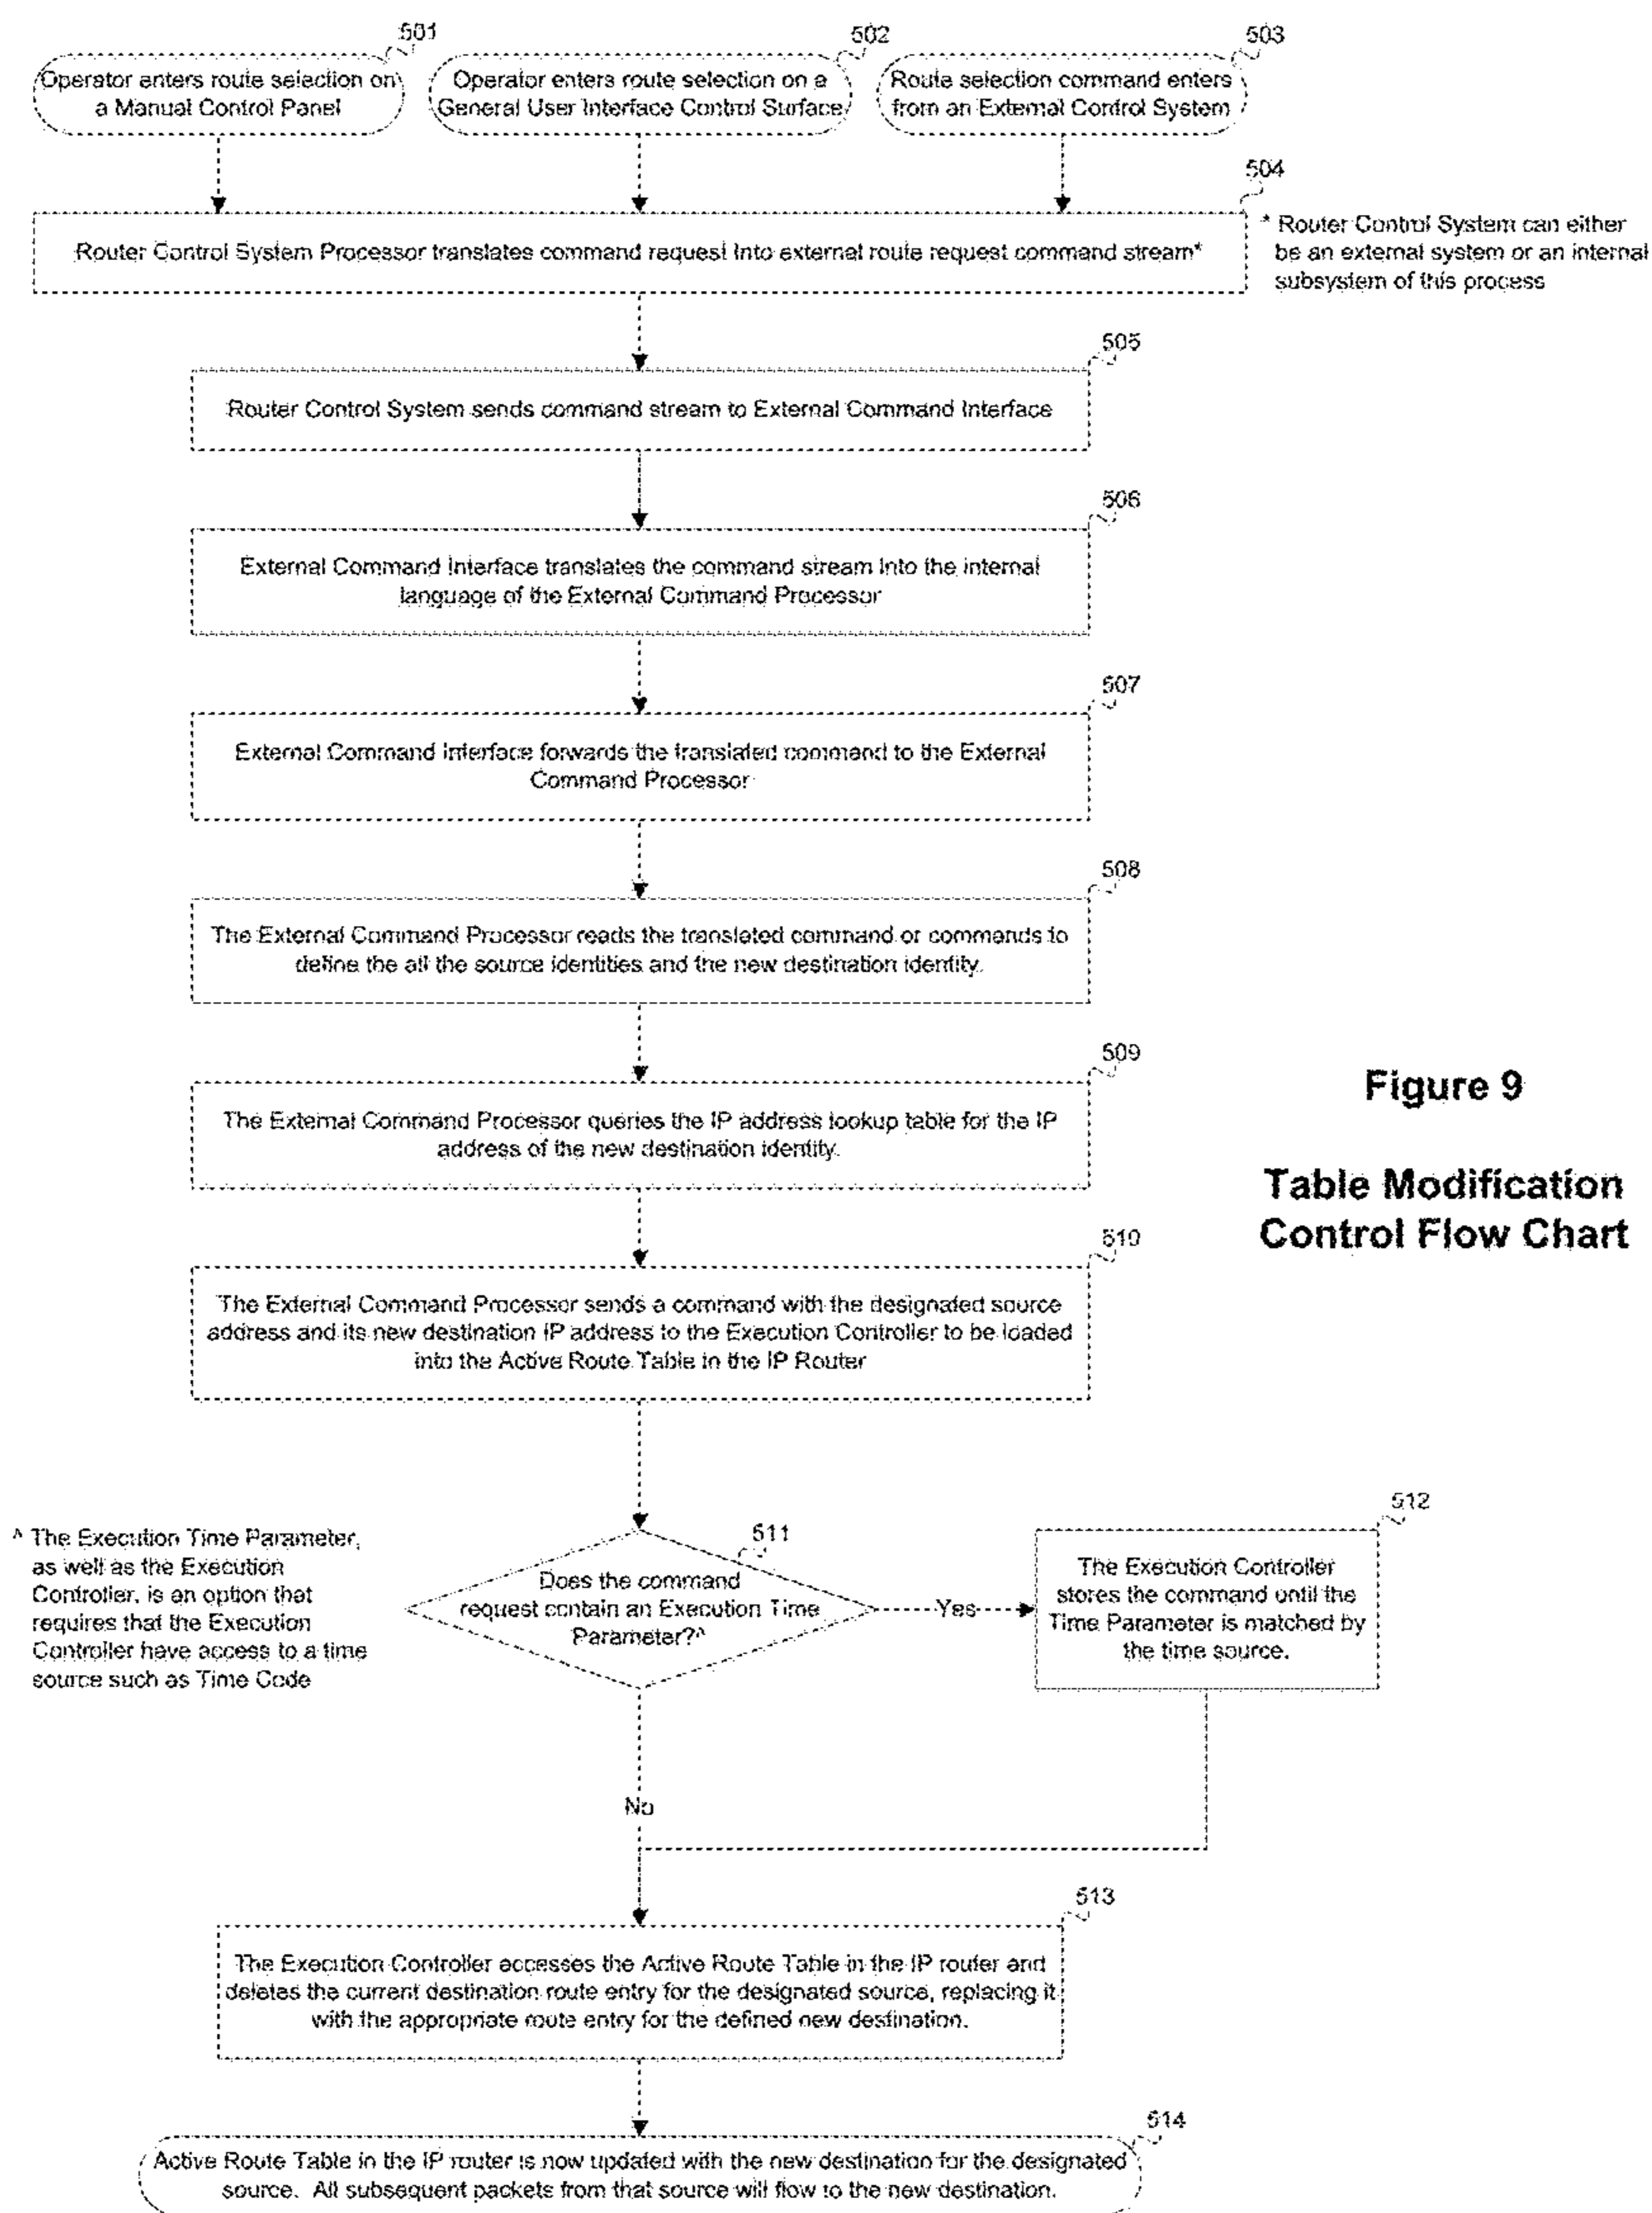 501
502
503
Operator enters route selection on
a Manual Control Panel
Operator enters route selection on a
General User Interface Control Surface
Route selection command enters
from an External Control System
504
Router Control System Processor translates command request into external route request command stream*
* Router Control System can either
be an external system or an internal
subsystem of this process
505
Router Control System sends command stream to External Command Interface
506
External Command Interface translates the command stream into the internal
language of the External Command Processor
507
External Command Interface forwards the translated command to the External
Command Processor
508
The External Command Processor reads the translated command or commands to
define the all the source identities and the new destination identity.
509
The External Command Processor queries the IP address lookup table for the IP
address of the new destination identity.
Figure 9
Table Modification
Control Flow Chart
510
The External Command Processor sends a command with the designated source
address and its new destination IP address to the Execution Controller to be loaded
into the Active Route Table in the IP Router
^ The Execution Time Parameter,
as well as the Execution
Controller, is an option that
requires that the Execution
Controller have access to a time
source such as Time Code
511
Does the command
request contain an Execution Time
Parameter?^
Yes
512
The Execution Controller
stores the command until the
Time Parameter is matched by
the time source.
No
513
The Execution Controller accesses the Active Route Table in the IP router and
deletes the current destination route entry for the designated source, replacing it
with the appropriate route entry for the defined new destination.
514
Active Route Table in the IP router is now updated with the new destination for the designated
source. All subsequent packets from that source will flow to the new destination.